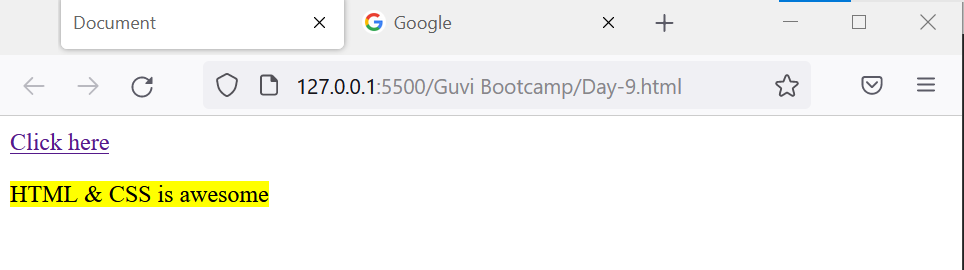 Document
Google
127.0.0.1:5500/Guvi Bootcamp/Day-9.html
Click here
HTML & CSS is awesome